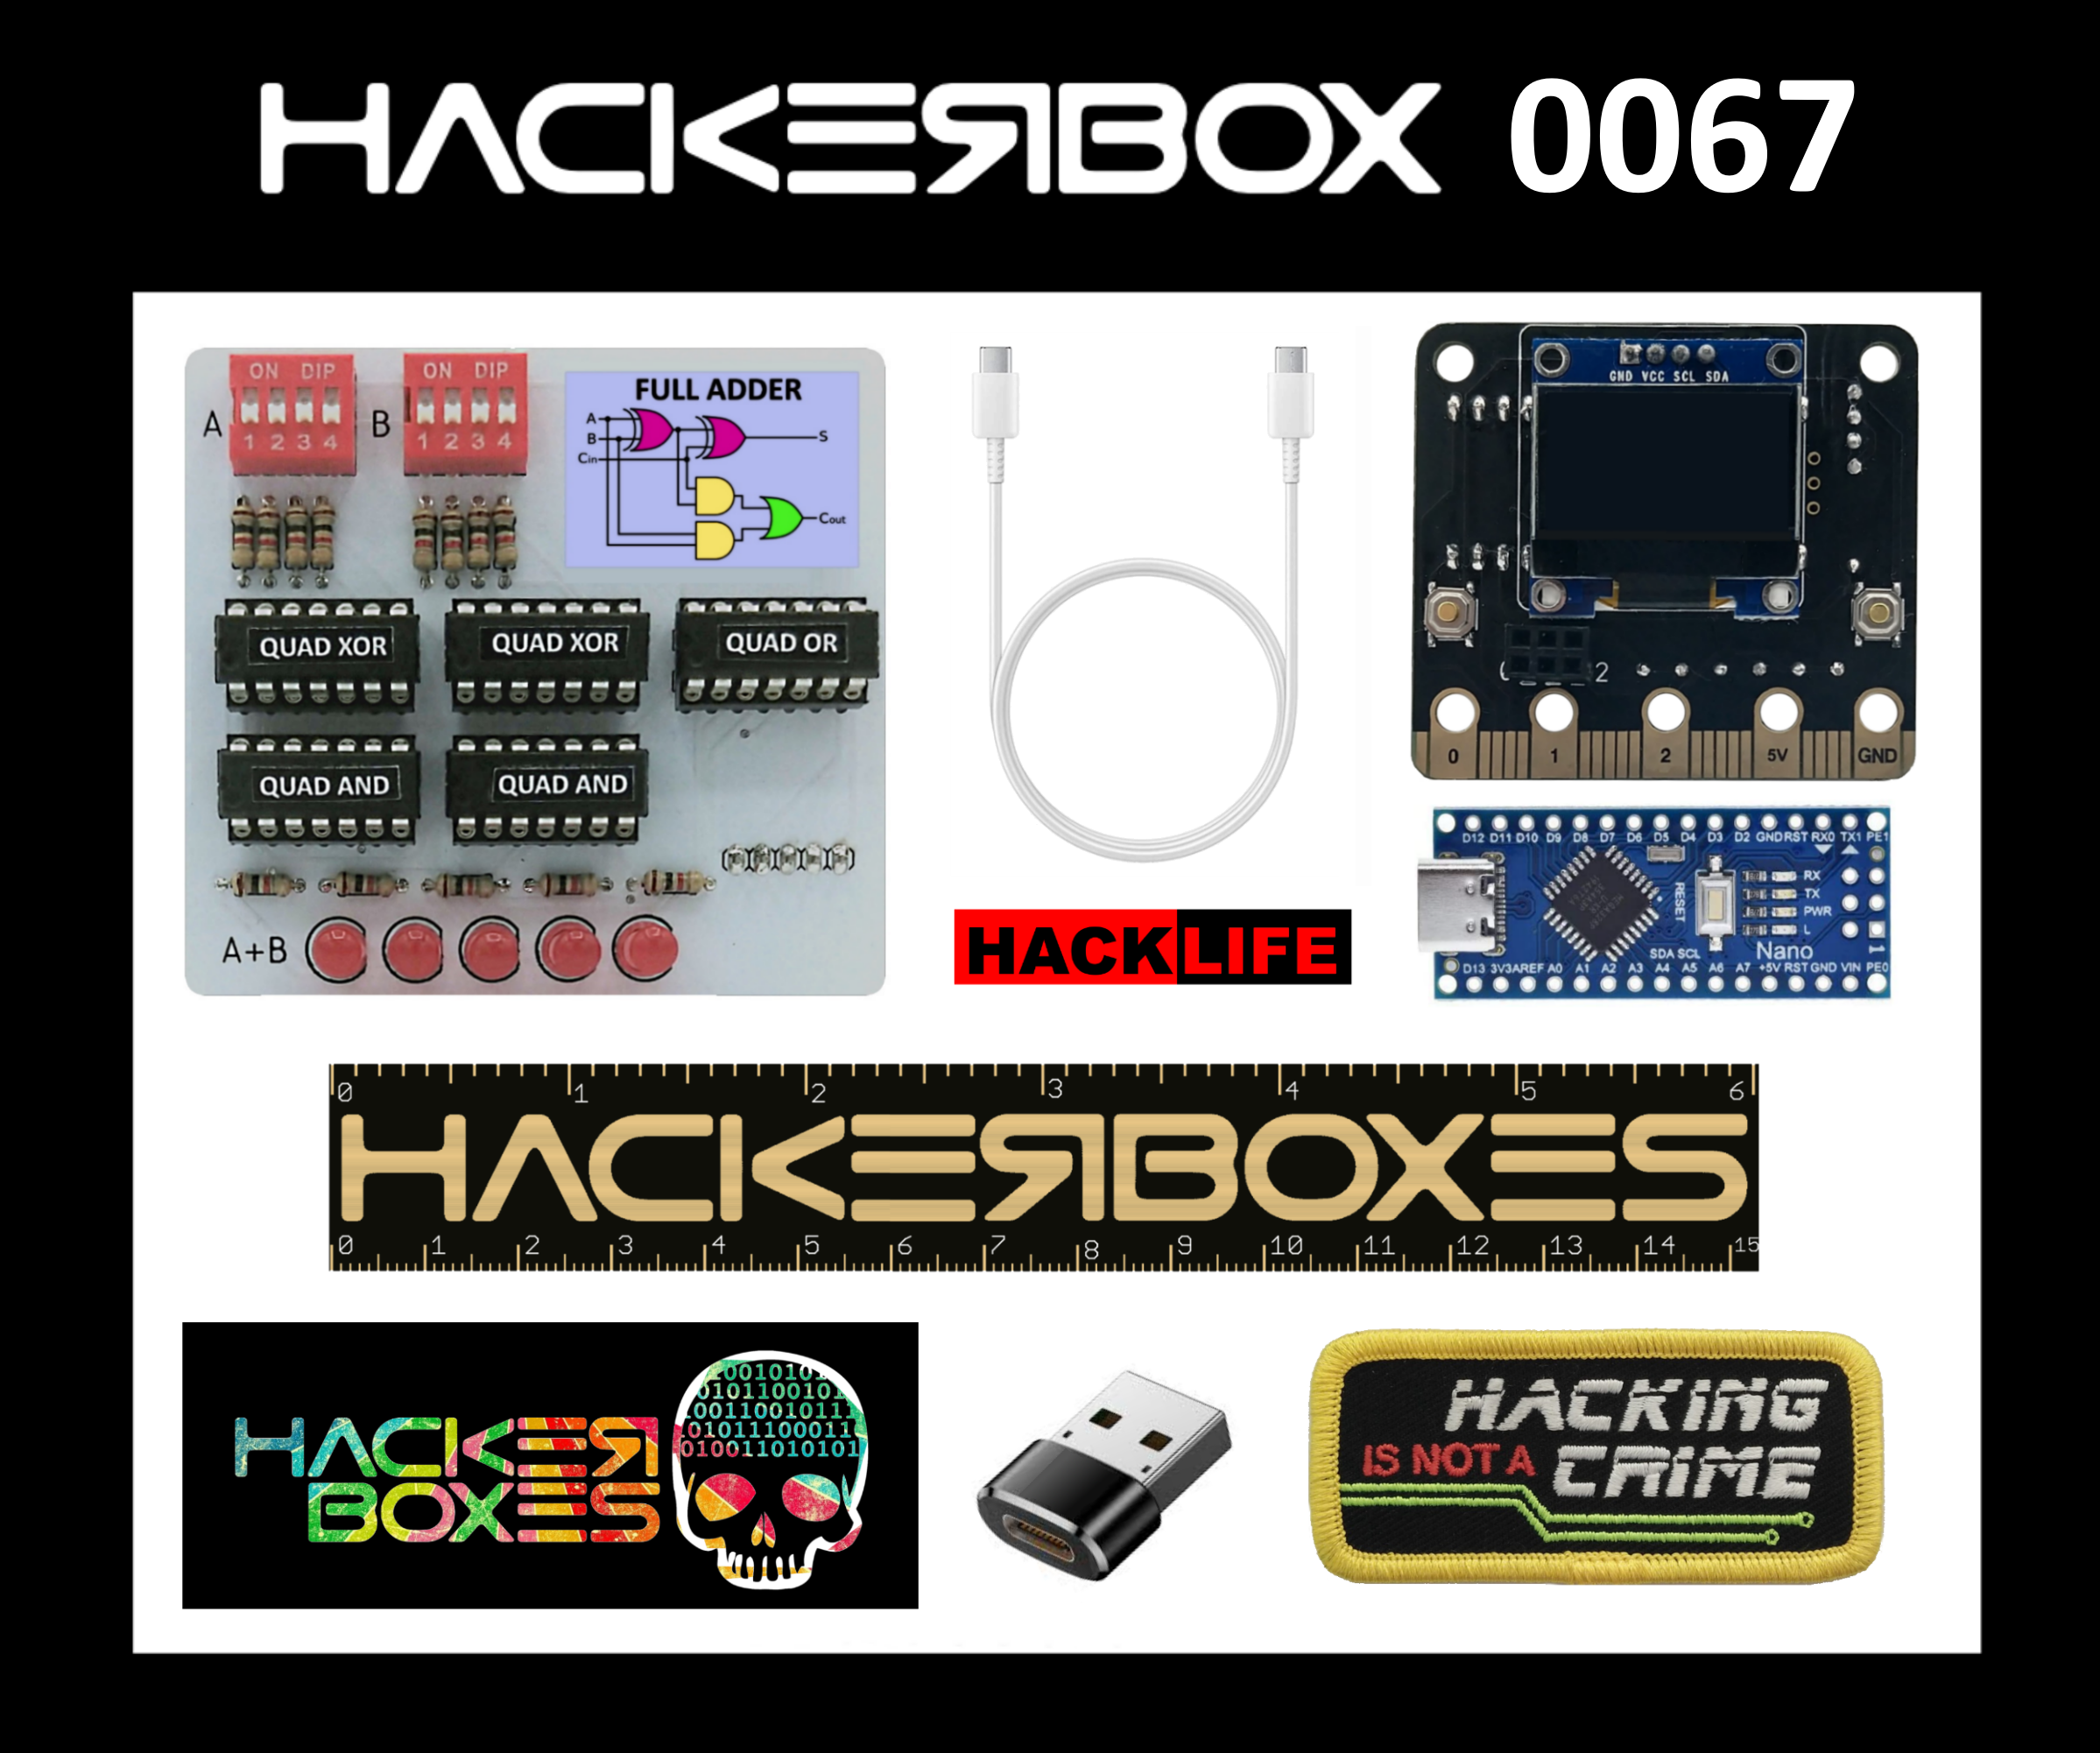 HACKERBOX 0067
ON DIP
1 2 3 4
A
ON DIP
1 2 3 4
B
FULL ADDER
A
B
Cin
S
Cout
QUAD XOR
QUAD XOR
QUAD OR
QUAD AND
QUAD AND
A+B
HACKLIFE
GND VCC SCL SDA
2
0 1 2 5V GND
D12 D11 D10 D9 D8 D7 D6 D5 D4 D3 D2 GND RST RX0 TX1 PE1
RESET
RX
TX
PWR
L
1
SDA SCL
Nano
D13 3V3 AREF A0 A1 A2 A3 A4 A5 A6 A7 +5V RST GND VIN PE0
0 1 2 3 4 5 6
HACKERBOXES
0 1 2 3 4 5 6 7 8 9 10 11 12 13 14 15
HACKER
BOXES
HACKING
IS NOT A CRIME